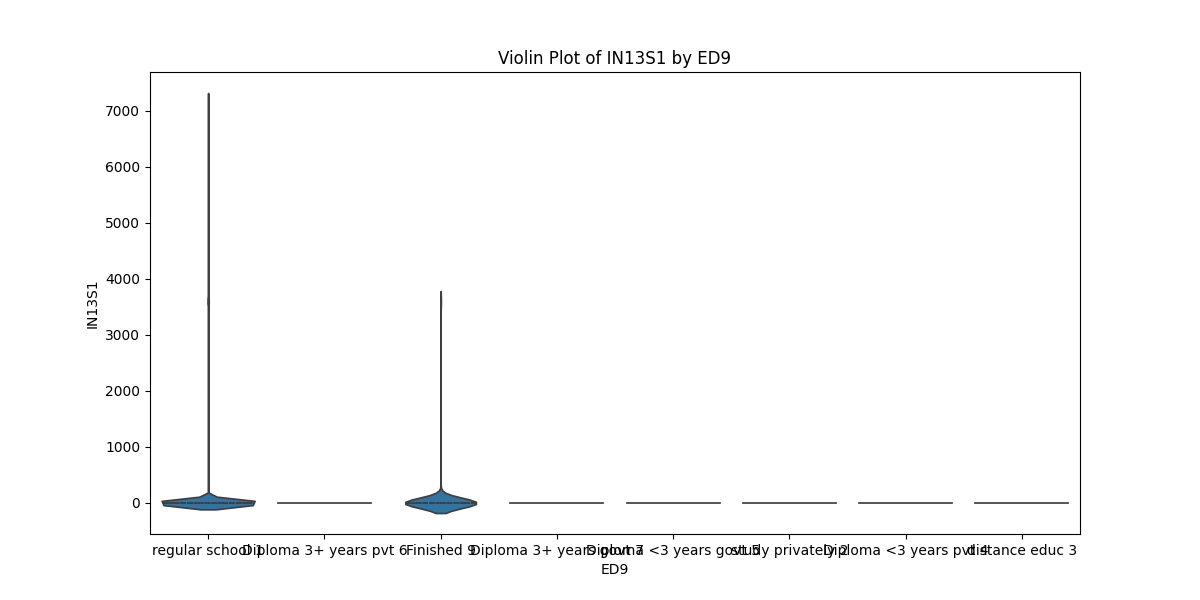 Violin Plot of IN13S1 by ED9
7000
6000
5000
4000
3000
2000
1000
0
IN13S1
regular school 1
Diploma 3+ years pvt 6
Finished 9
Diploma 3+ years govt 7
Diploma <3 years govt 5
study privately 2
Diploma <3 years pvt 4
distance educ 3
ED9